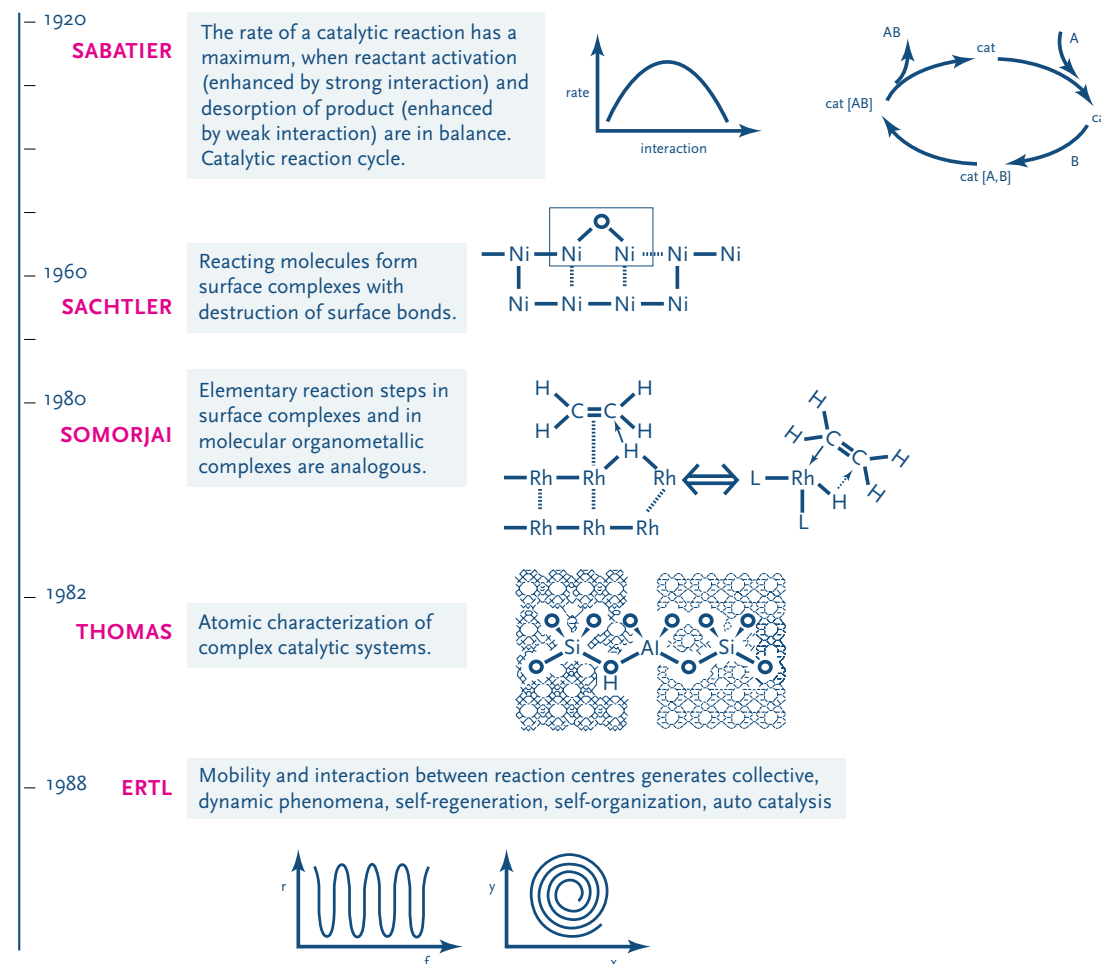 1920
SABATIER
The rate of a catalytic reaction has a
maximum, when reactant activation
(enhanced by strong interaction) and
desorption of product (enhanced
by weak interaction) are in balance.
Catalytic reaction cycle.
rate
interaction
AB
cat
A
cat [AB]
B
cat [A,B]
1960
SACHTLER
Reacting molecules form
surface complexes with
destruction of surface bonds.
O
Ni Ni Ni Ni Ni
Ni Ni Ni Ni
1980
SOMORJAI
Elementary reaction steps in
surface complexes and in
molecular organometallic
complexes are analogous.
H H
C C
H H
H
Rh Rh Rh
Rh Rh Rh
H
H C
C H
L Rh H
H
L
1982
THOMAS
Atomic characterization of
complex catalytic systems.
O O O O O O
Si Al Si
O O O O
H
1988
ERTL
Mobility and interaction between reaction centres generates collective,
dynamic phenomena, self-regeneration, self-organization, auto catalysis
r
y
x